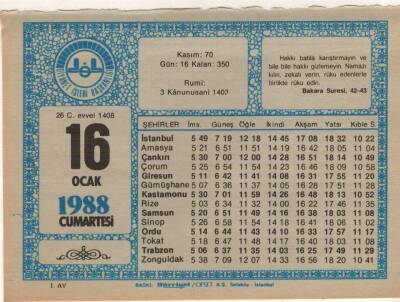 DİYANET İŞLERİ BAŞKANLIĞI
Kasım: 70
Gün: 16 Kalan: 350
Rumi:
3 Kânunusani 1403
Hakkı batıla karıştırmayın ve
bile bile hakkı gizlemeyin. Namazı
kılın, zekatı verin, rükû edenlerle
birlikte rükû edin.
Bakara Suresi, 42-43
26 C. evvel 1408
16
OCAK
1988
CUMARTESİ
ŞEHİRLER İms. Güneş Öğle İkindi Akşam Yatsı Kıble S.
İstanbul 5 49 7 19 12 18 14 45 17 08 18 32 10 22
Amasya 5 21 6 51 11 51 14 19 16 42 18 05 11 04
Çankırı 5 30 7 00 12 00 14 28 16 51 18 14 10 49
Çorum 5 25 6 54 11 54 14 23 16 46 18 09 10 58
Giresun 5 11 6 42 11 41 14 08 16 31 17 55 11 20
Gümüşhane 5 07 6 36 11 37 14 05 16 28 17 51 11 28
Kastamonu 5 30 7 01 11 59 14 26 16 48 18 13 10 52
Rize 5 03 6 34 11 32 14 00 16 22 17 46 11 35
Samsun 5 20 6 51 11 49 14 16 16 38 18 03 11 08
Sinop 5 26 6 58 11 54 14 18 16 41 18 06 11 02
Ordu 5 14 6 44 11 43 14 10 16 33 17 57 11 17
Tokat 5 18 6 47 11 48 14 17 16 40 18 03 11 08
Trabzon 5 06 6 37 11 35 14 03 16 25 17 49 11 29
Zonguldak 5 38 7 09 12 07 14 34 16 56 18 20 10 41
1. AV
BASKI: OFSET A.Ş. Sefaköy - İstanbul